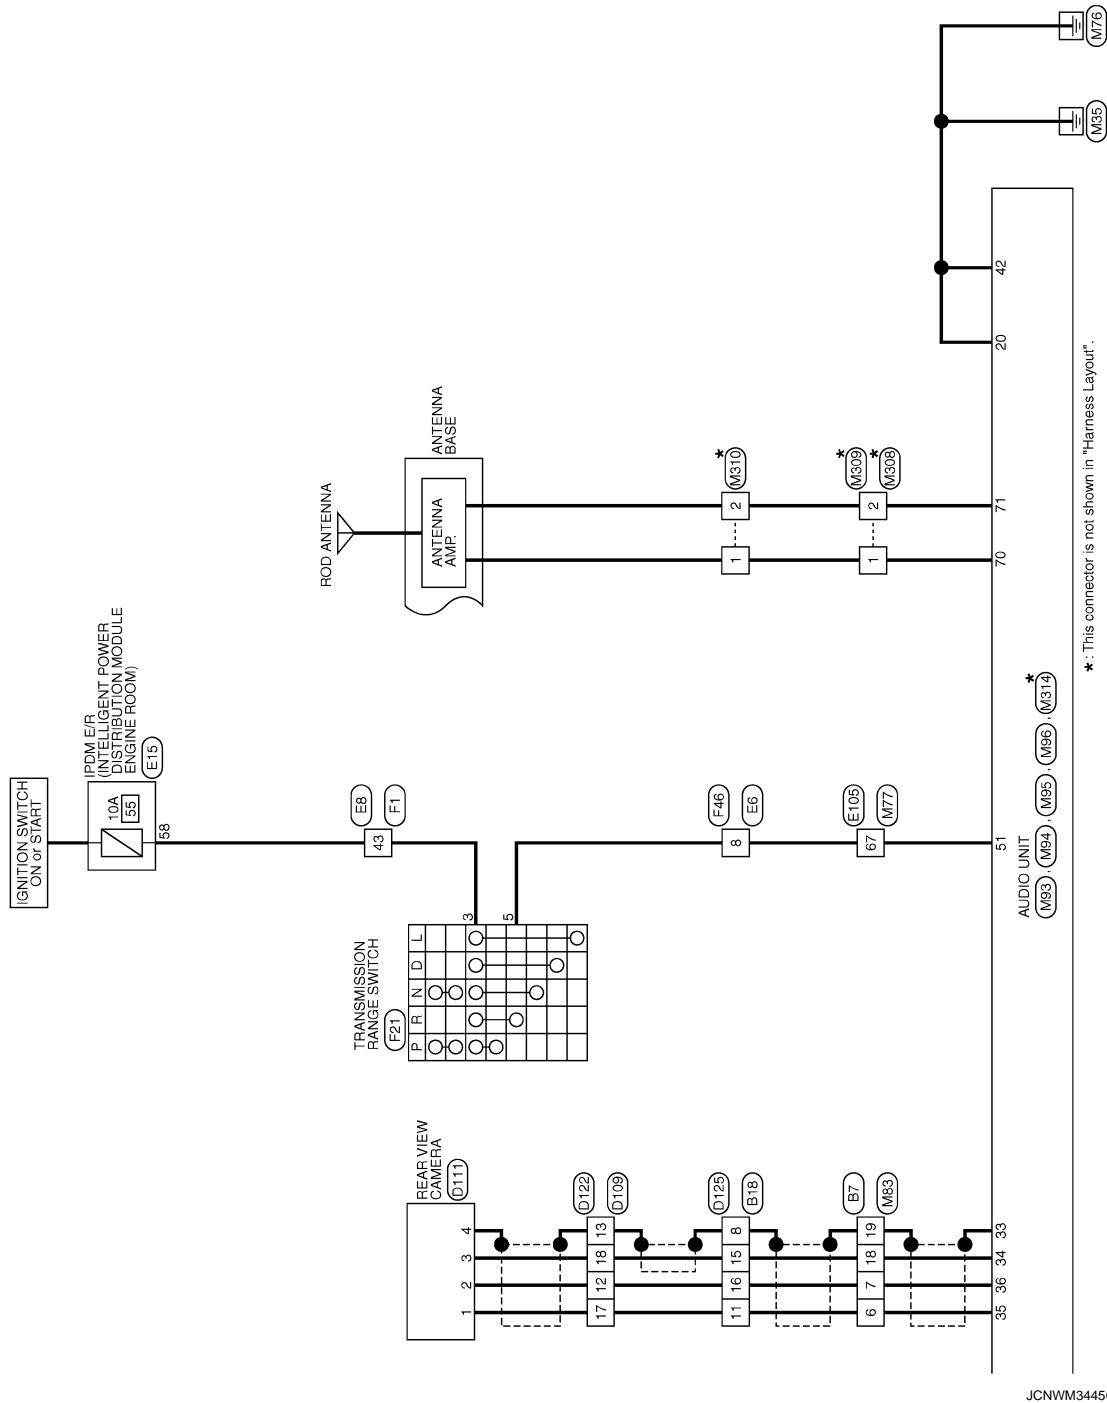 IGNITION SWITCH
ON or START
IPDM E/R
(INTELLIGENT POWER
DISTRIBUTION MODULE
ENGINE ROOM)
E15
10A
55
58
E8
F1
43
3
5
TRANSMISSION
RANGE SWITCH
F21
P R N D L
F46
E6
8
E105
M77
67
51
REAR VIEW
CAMERA
D111
1 2 3 4
D122
D109
17 12 18 13
D125
B18
11 16 15 8
B7
M83
6 7 18 19
35 36 34 33
ROD ANTENNA
ANTENNA
BASE
ANTENNA
AMP.
1 2
*
M310
1 2
*
M309
*
M308
70 71
20 42
M35
M76
AUDIO UNIT
M93 , M94 , M95 , M96 , M314
*
* : This connector is not shown in "Harness Layout".